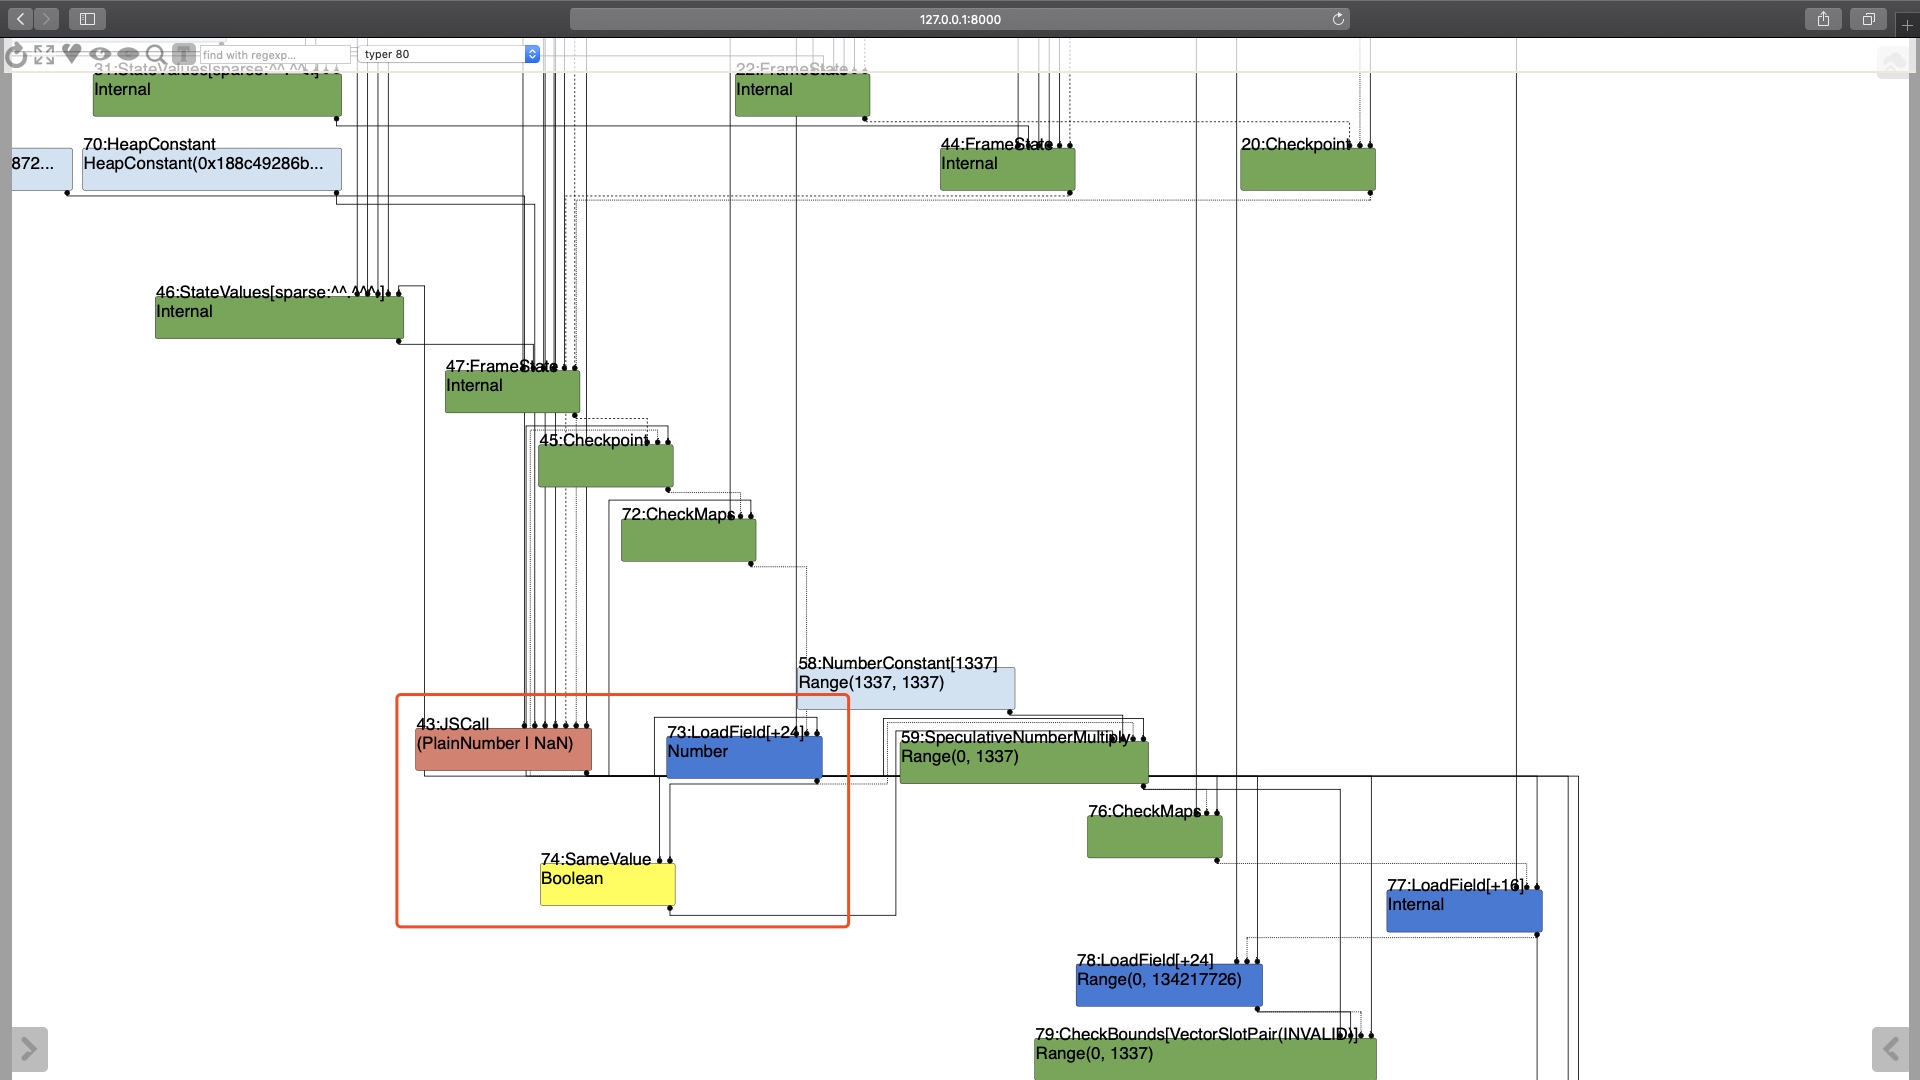 127.0.0.1:8000
find with regexp...
typer 80
Internal
22:FrameState
Internal
70:HeapConstant
872...
HeapConstant(0x188c49286b...
44:FrameState
Internal
20:Checkpoint
46:StateValues[sparse:^^.^^^.]
Internal
47:FrameState
Internal
45:Checkpoint
72:CheckMaps
58:NumberConstant[1337]
Range(1337, 1337)
43:JSCall
(PlainNumber | NaN)
73:LoadField[+24]
Number
59:SpeculativeNumberMultiply
Range(0, 1337)
76:CheckMaps
74:SameValue
Boolean
77:LoadField[+16]
Internal
78:LoadField[+24]
Range(0, 134217726)
79:CheckBounds[VectorSlotPair(INVALID)]
Range(0, 1337)